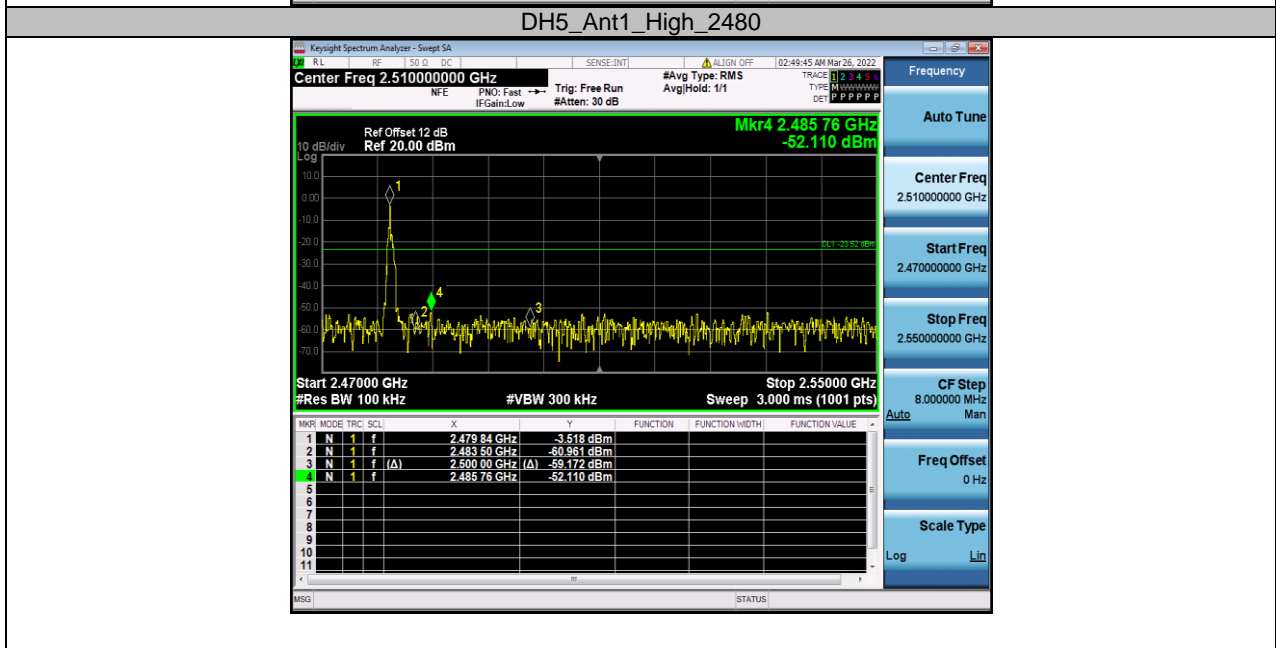 DH5_Ant1_High_2480
Keysight Spectrum Analyzer - Swept SA
RL RF 50 Ω DC SENSE:INT ALIGN OFF 02:49:45 AM Mar 26, 2022
Center Freq 2.510000000 GHz
NFE PNO: Fast
IFGain:Low
Trig: Free Run
#Atten: 30 dB
#Avg Type: RMS
Avg|Hold: 1/1
TRACE 1 2 3 4 5 6
TYPE M W W W W W
DET P P P P P P
Frequency
Auto Tune
Center Freq
2.510000000 GHz
Start Freq
2.470000000 GHz
Stop Freq
2.550000000 GHz
CF Step
8.000000 MHz
Auto Man
Freq Offset
0 Hz
Scale Type
Log Lin
Mkr4 2.485 76 GHz
-52.110 dBm
Ref Offset 12 dB
10 dB/div Ref 20.00 dBm
Log
10.0
0.00
-10.0
-20.0
-30.0
-40.0
-50.0
-60.0
-70.0
1
2
4
3
DL1 -23.52 dBm
Start 2.47000 GHz Stop 2.55000 GHz
#Res BW 100 kHz #VBW 300 kHz Sweep 3.000 ms (1001 pts)
MKR MODE TRC SCL X Y FUNCTION FUNCTION WIDTH FUNCTION VALUE
1 N 1 f 2.479 84 GHz -3.518 dBm
2 N 1 f 2.483 50 GHz -60.961 dBm
3 N 1 f (Δ) 2.500 00 GHz (Δ) -59.172 dBm
4 N 1 f 2.485 76 GHz -52.110 dBm
5
6
7
8
9
10
11
MSG STATUS